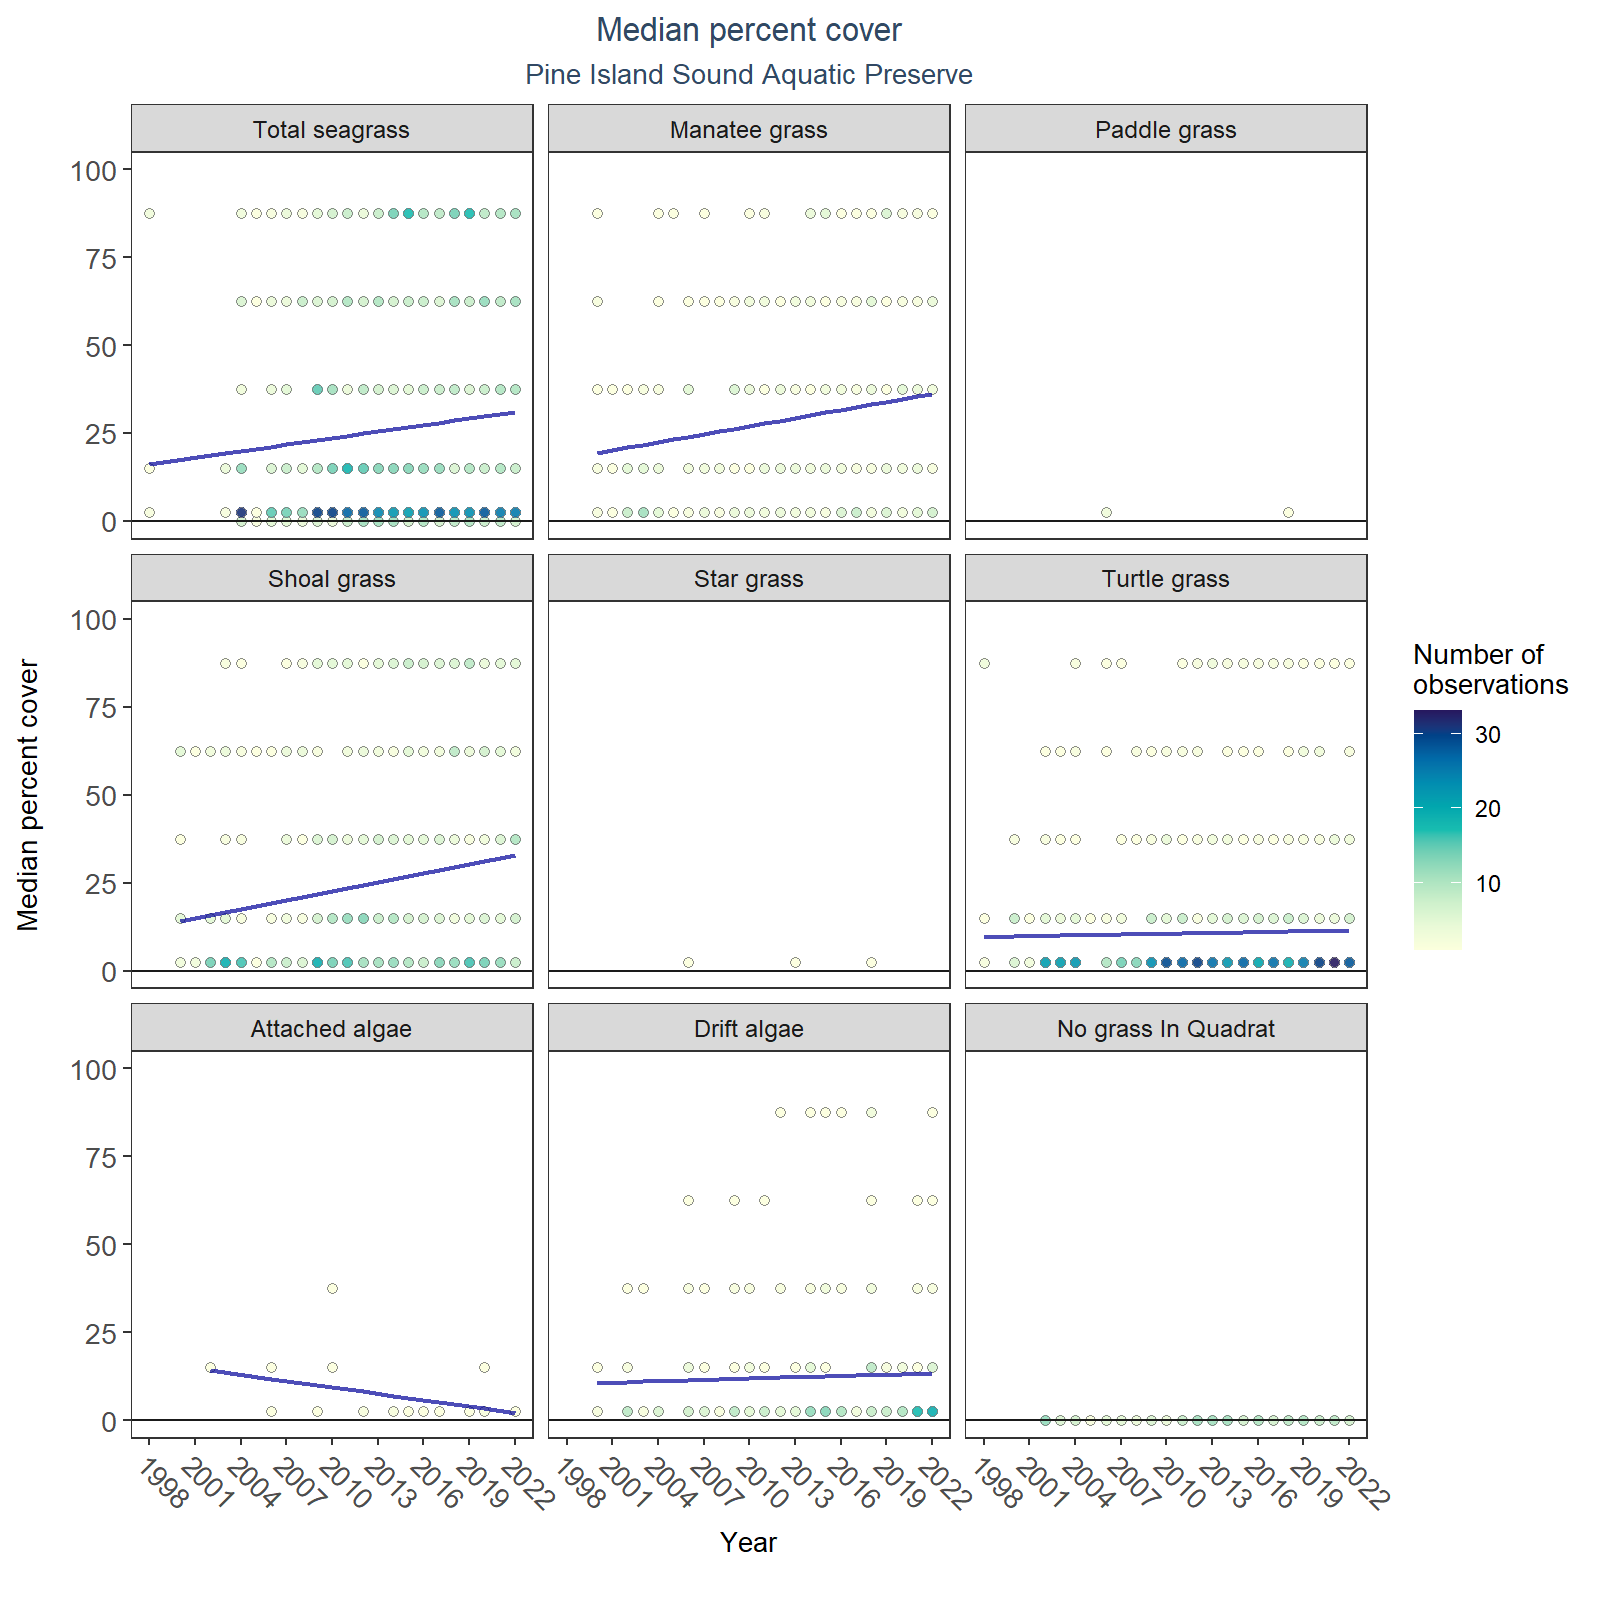 Median percent cover
Pine Island Sound Aquatic Preserve
Total seagrass
Manatee grass
Paddle grass
100
75
50
25
0
Shoal grass
Star grass
Turtle grass
100
75
50
25
0
Median percent cover
Number of
observations
30
20
10
Attached algae
Drift algae
No grass In Quadrat
100
75
50
25
0
1998 2001 2004 2007 2010 2013 2016 2019 2022
1998 2001 2004 2007 2010 2013 2016 2019 2022
1998 2001 2004 2007 2010 2013 2016 2019 2022
Year